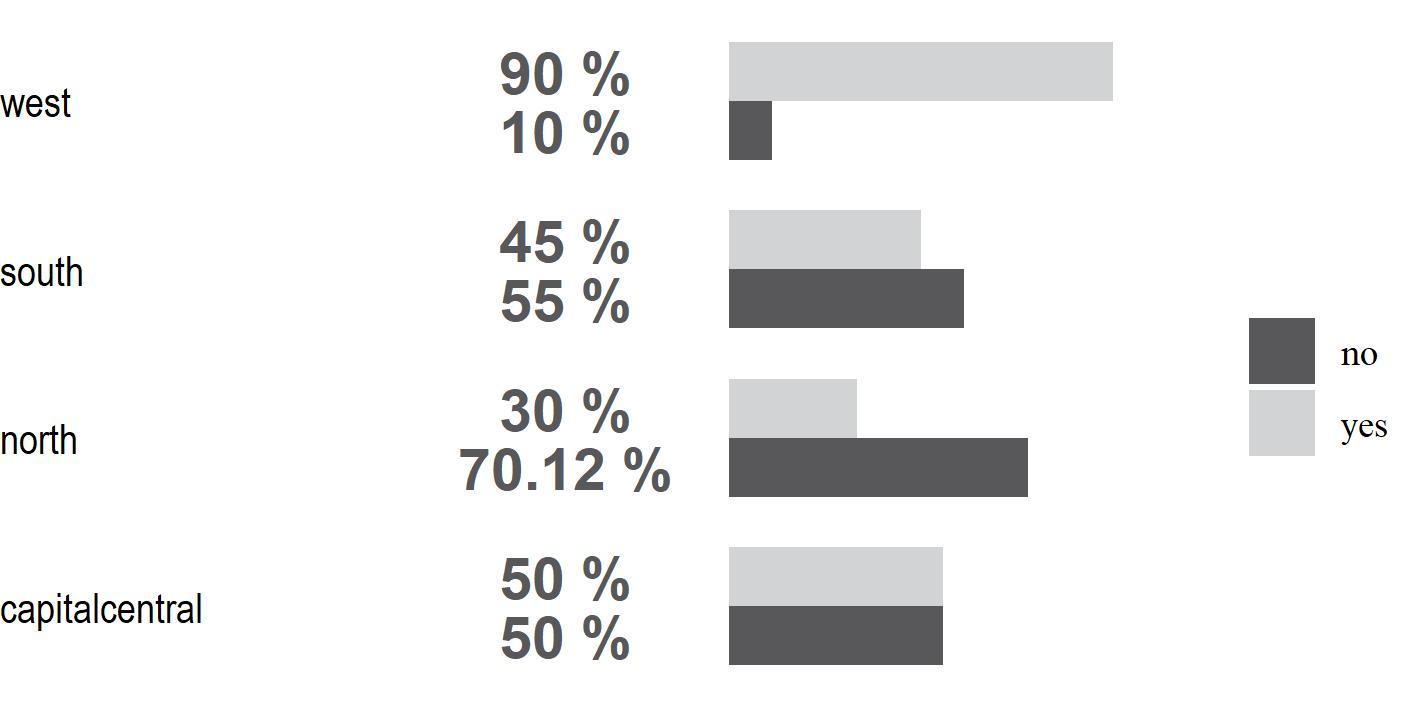 west
90 %
10 %
south
45 %
55 %
north
30 %
70.12 %
capitalcentral
50 %
50 %
no
yes